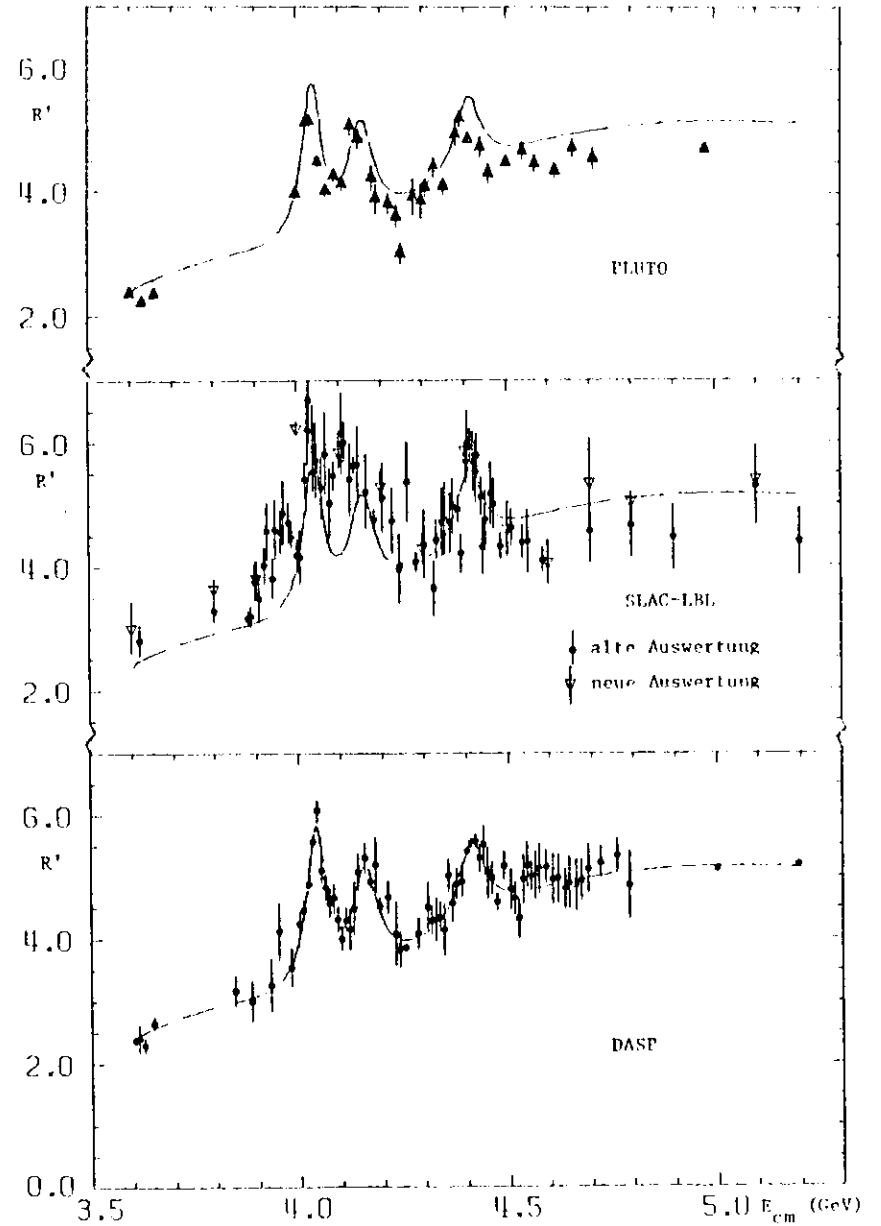 6.0
R'
4.0
PLUTO
2.0
6.0
R'
4.0
SLAC-LBL
alte Auswertung
neue Auswertung
2.0
6.0
R'
4.0
DASP
2.0
0.0
3.5 4.0 4.5 5.0 E_cm (GeV)